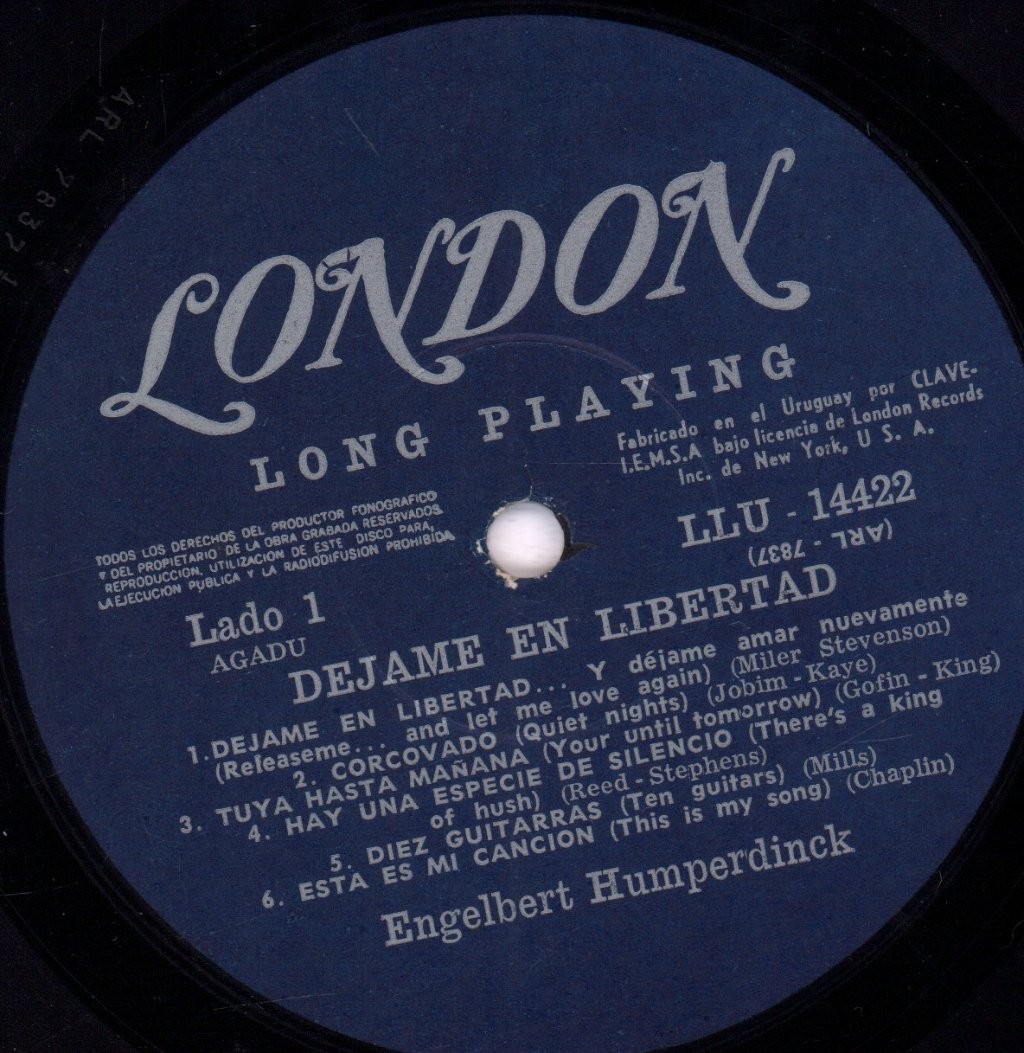 ARL 7837 1
LONDON
LONG PLAYING
Fabricado en el Uruguay por CLAVE-
I.E.M.S.A bajo licencia de London Records
Inc. de New York, U S. A.
TODOS LOS DERECHOS DEL PRODUCTOR FONOGRAFICO
Y DEL PROPIETARIO DE LA OBRA GRABADA RESERVADOS.
REPRODUCCION, UTILIZACION DE ESTE DISCO PARA,
LA EJECUCION PUBLICA Y LA RADIODIFUSION PROHIBIDA
LLU - 14422
(ARL - 7837)
Lado 1
AGADU
DEJAME EN LIBERTAD
1. DEJAME EN LIBERTAD... Y déjame amar nuevamente
(Releaseme... and let me love again) (Miler Stevenson)
2. CORCOVADO (Quiet nights) (Jobim - Kaye)
3. TUYA HASTA MAÑANA (Your until tomorrow) (Gofin - King)
4. HAY UNA ESPECIE DE SILENCIO (There's a king
of hush) (Reed - Stephens)
5. DIEZ GUITARRAS (Ten guitars) (Mills)
6. ESTA ES MI CANCION (This is my song) (Chaplin)
Engelbert Humperdinck